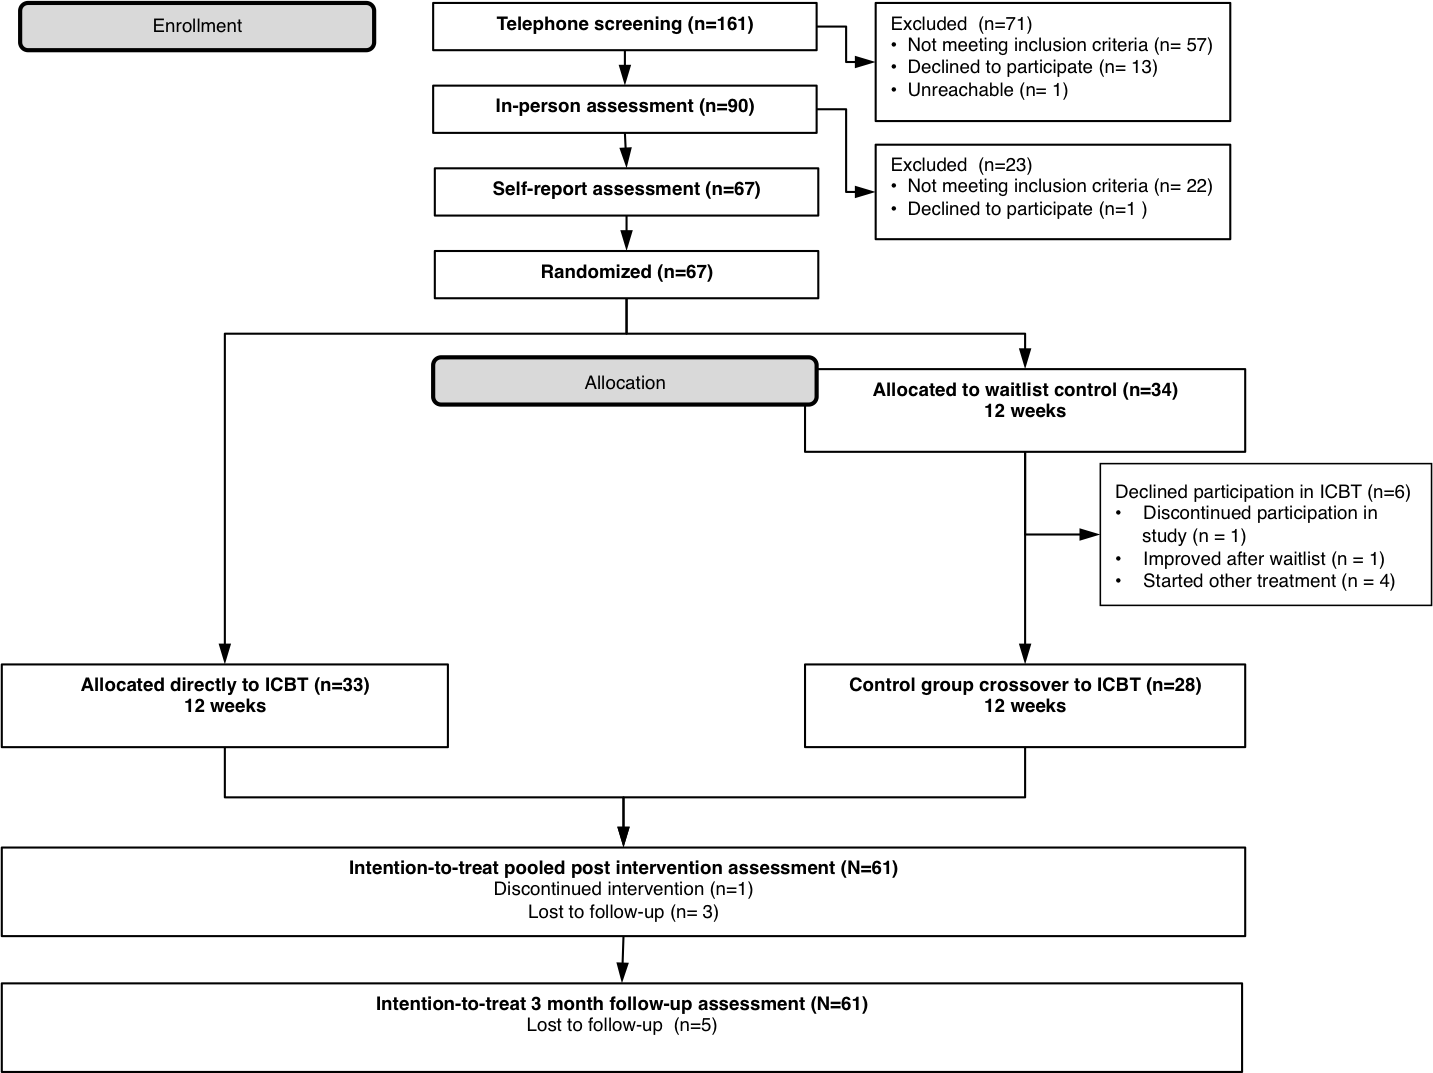 Enrollment
Telephone screening (n=161)
Excluded (n=71)
• Not meeting inclusion criteria (n= 57)
• Declined to participate (n= 13)
• Unreachable (n= 1)
In-person assessment (n=90)
Excluded (n=23)
• Not meeting inclusion criteria (n= 22)
• Declined to participate (n=1 )
Self-report assessment (n=67)
Randomized (n=67)
Allocation
Allocated to waitlist control (n=34)
12 weeks
Declined participation in ICBT (n=6)
• Discontinued participation in
study (n = 1)
• Improved after waitlist (n = 1)
• Started other treatment (n = 4)
Allocated directly to ICBT (n=33)
12 weeks
Control group crossover to ICBT (n=28)
12 weeks
Intention-to-treat pooled post intervention assessment (N=61)
Discontinued intervention (n=1)
Lost to follow-up (n= 3)
Intention-to-treat 3 month follow-up assessment (N=61)
Lost to follow-up (n=5)